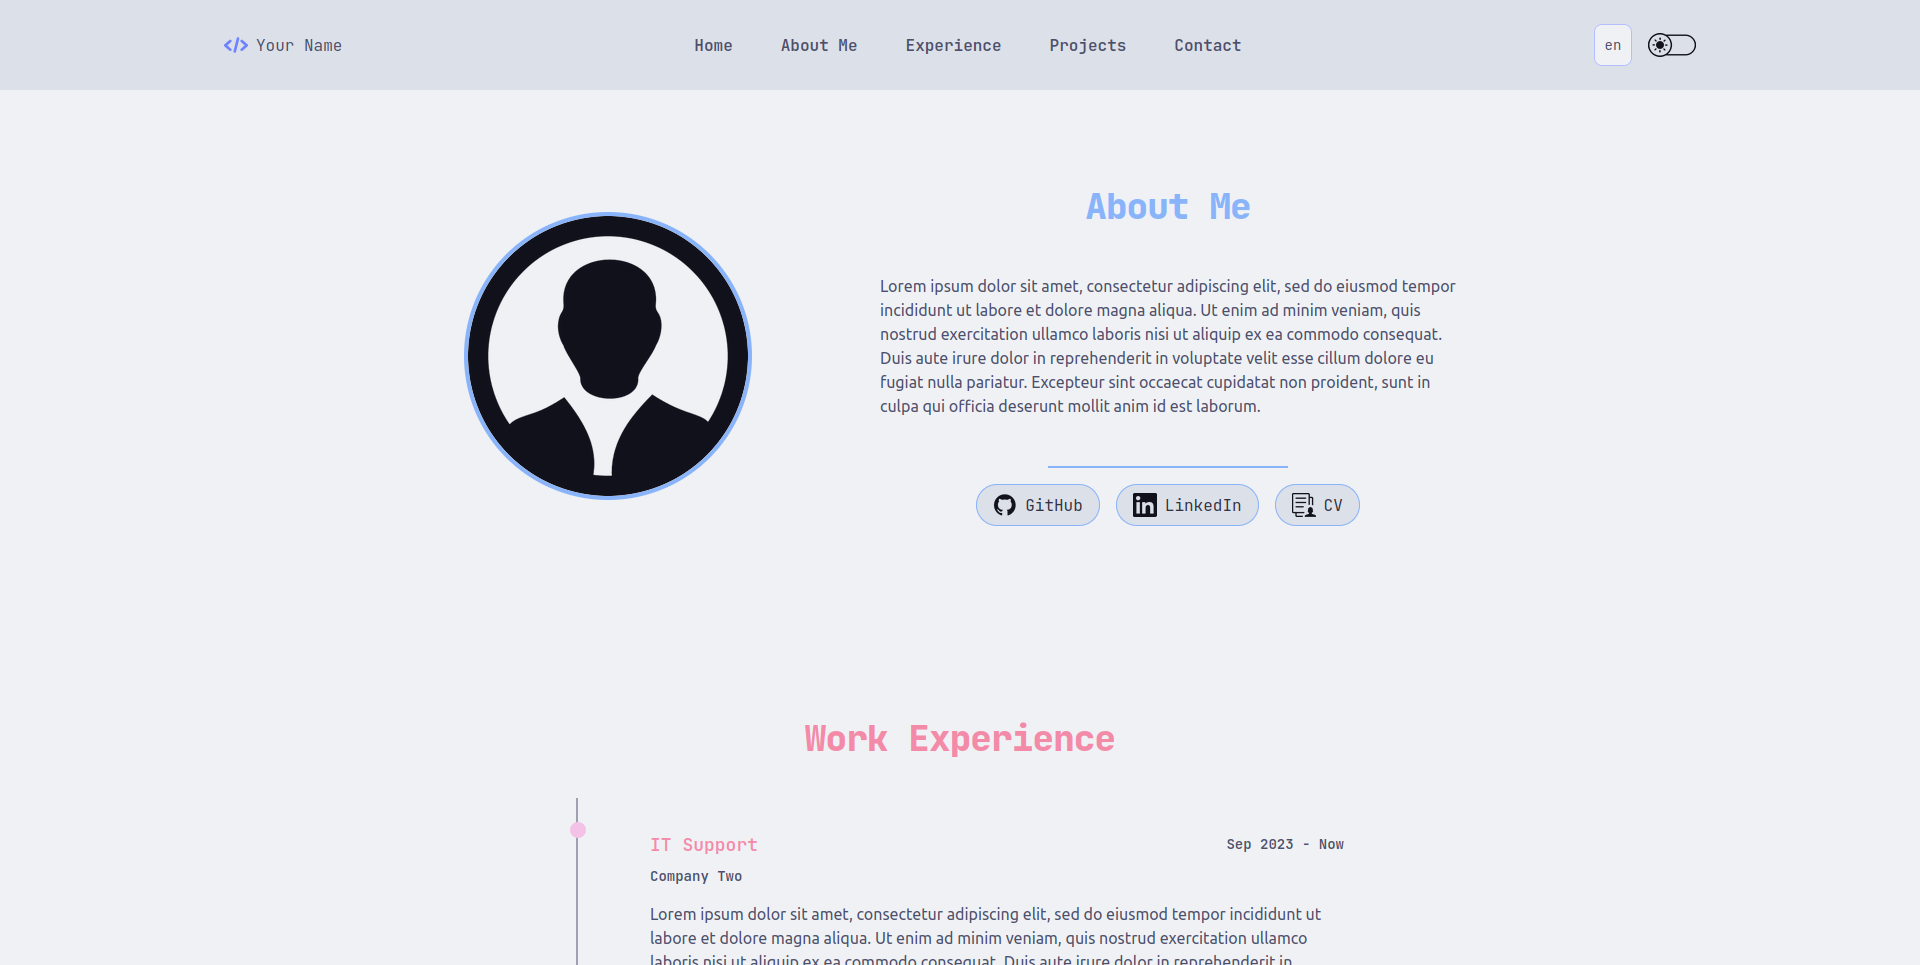 Your Name
Home About Me Experience Projects Contact
en
About Me
Lorem ipsum dolor sit amet, consectetur adipiscing elit, sed do eiusmod tempor
incididunt ut labore et dolore magna aliqua. Ut enim ad minim veniam, quis
nostrud exercitation ullamco laboris nisi ut aliquip ex ea commodo consequat.
Duis aute irure dolor in reprehenderit in voluptate velit esse cillum dolore eu
fugiat nulla pariatur. Excepteur sint occaecat cupidatat non proident, sunt in
culpa qui officia deserunt mollit anim id est laborum.
GitHub LinkedIn CV
Work Experience
IT Support Sep 2023 - Now
Company Two
Lorem ipsum dolor sit amet, consectetur adipiscing elit, sed do eiusmod tempor incididunt ut
labore et dolore magna aliqua. Ut enim ad minim veniam, quis nostrud exercitation ullamco
laboris nisi ut aliquip ex ea commodo consequat. Duis aute irure dolor in reprehenderit in